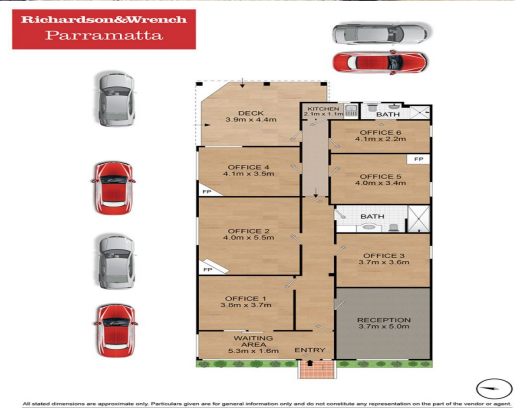 Richardson&Wrench
Parramatta
DECK
3.9m x 4.4m
KITCHEN
2.1m x 1.1m
BATH
OFFICE 6
4.1m x 2.2m
OFFICE 4
4.1m x 3.5m
FP
OFFICE 5
4.0m x 3.4m
FP
OFFICE 2
4.0m x 5.5m
FP
BATH
OFFICE 3
3.7m x 3.6m
OFFICE 1
3.8m x 3.7m
RECEPTION
3.7m x 5.0m
WAITING
AREA
5.3m x 1.6m
ENTRY
All stated dimensions are approximate only. Particulars given are for general information only and do not constitute any representation on the part of the vendor or agent.